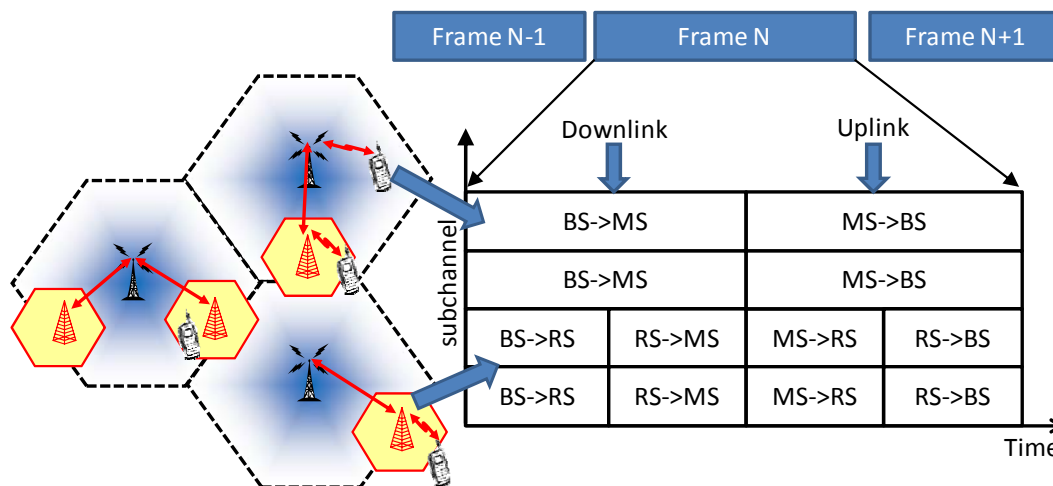 Frame N-1
Frame N
Frame N+1
Downlink
Uplink
subchannel
BS->MS
MS->BS
BS->MS
MS->BS
BS->RS
RS->MS
MS->RS
RS->BS
BS->RS
RS->MS
MS->RS
RS->BS
Time